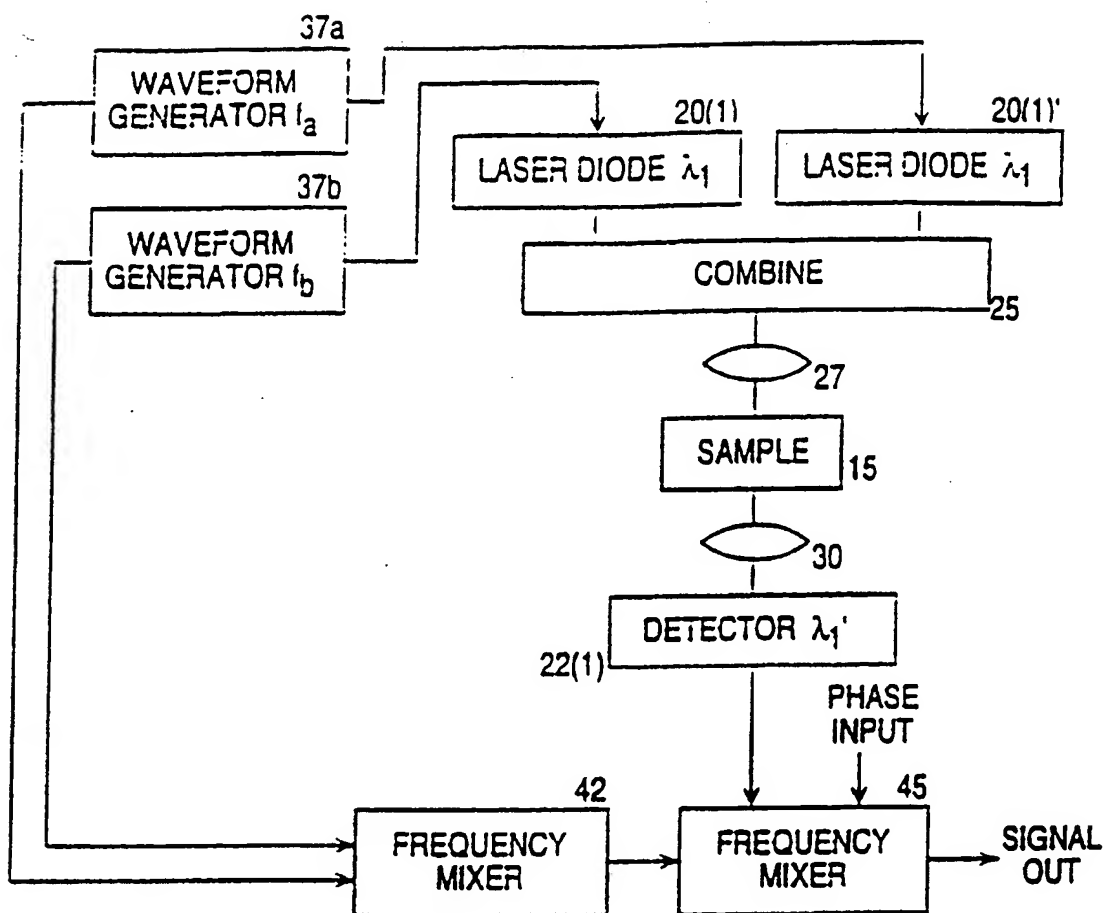 37a
WAVEFORM
GENERATOR fa
37b
WAVEFORM
GENERATOR fb
20(1)
LASER DIODE λ1
20(1)'
LASER DIODE λ1
COMBINE
25
27
SAMPLE
15
30
DETECTOR λ1'
22(1)
PHASE
INPUT
42
FREQUENCY
MIXER
45
FREQUENCY
MIXER
SIGNAL
OUT